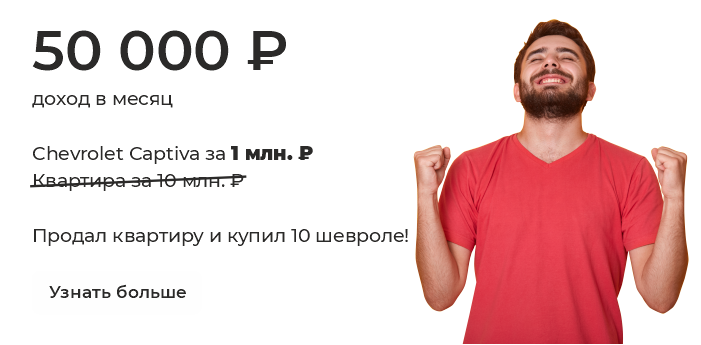 50 000 ₽
доход в месяц
Chevrolet Captiva за 1 млн. ₽
Квартира за 10 млн. ₽
Продал квартиру и купил 10 шевроле!
Узнать больше